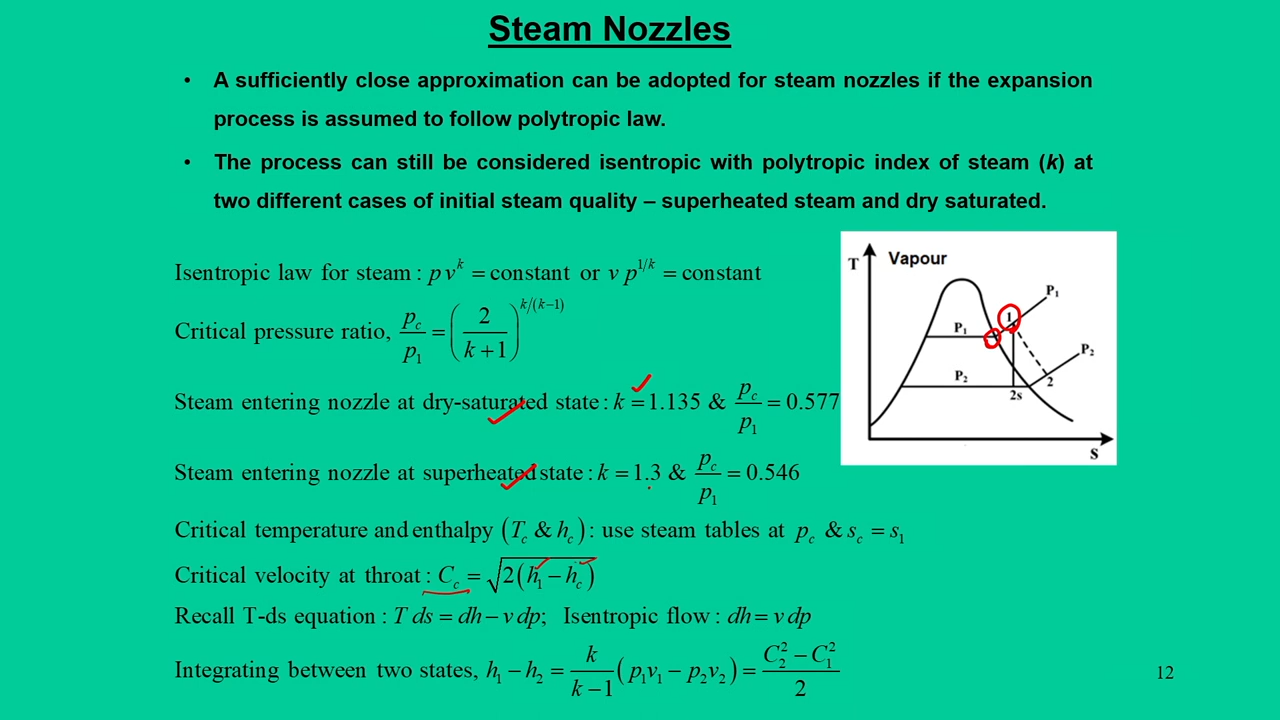 Steam Nozzles
• A sufficiently close approximation can be adopted for steam nozzles if the expansion
process is assumed to follow polytropic law.
• The process can still be considered isentropic with polytropic index of steam (k) at
two different cases of initial steam quality – superheated steam and dry saturated.
Isentropic law for steam : p v^k = constant or v p^{1/k} = constant
Critical pressure ratio, p_c/p_1 = (2/(k+1))^{k/(k−1)}
Steam entering nozzle at dry-saturated state : k = 1.135 & p_c/p_1 = 0.577
Steam entering nozzle at superheated state : k = 1.3 & p_c/p_1 = 0.546
Critical temperature and enthalpy (T_c & h_c) : use steam tables at p_c & s_c = s_1
Critical velocity at throat : C_c = √(2(h_1 − h_c))
Recall T-ds equation : T ds = dh − v dp; Isentropic flow : dh = v dp
Integrating between two states, h_1 − h_2 = k/(k−1) (p_1v_1 − p_2v_2) = (C_2^2 − C_1^2)/2
T
Vapour
P₁
1
P₁
P₂
P₂
2
2s
S
12